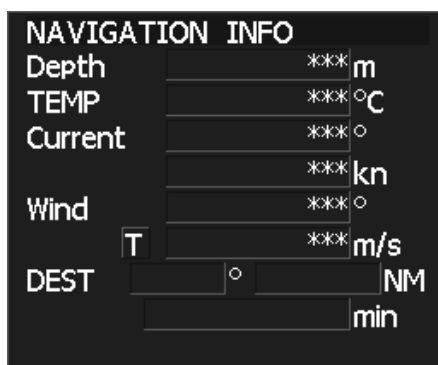 NAVIGATION INFO
Depth *** m
TEMP *** °C
Current *** °
*** kn
Wind *** °
T *** m/s
DEST ° NM
min